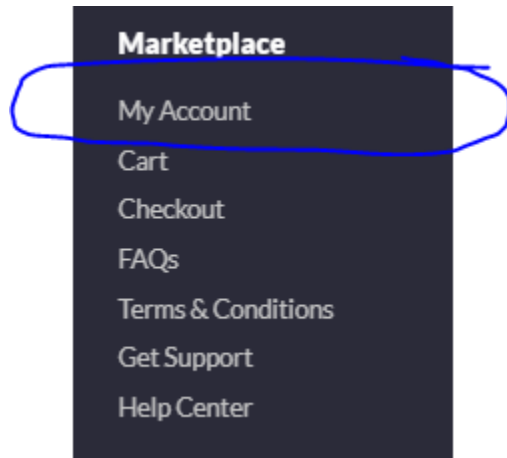 Marketplace
My Account
Cart
Checkout
FAQs
Terms & Conditions
Get Support
Help Center